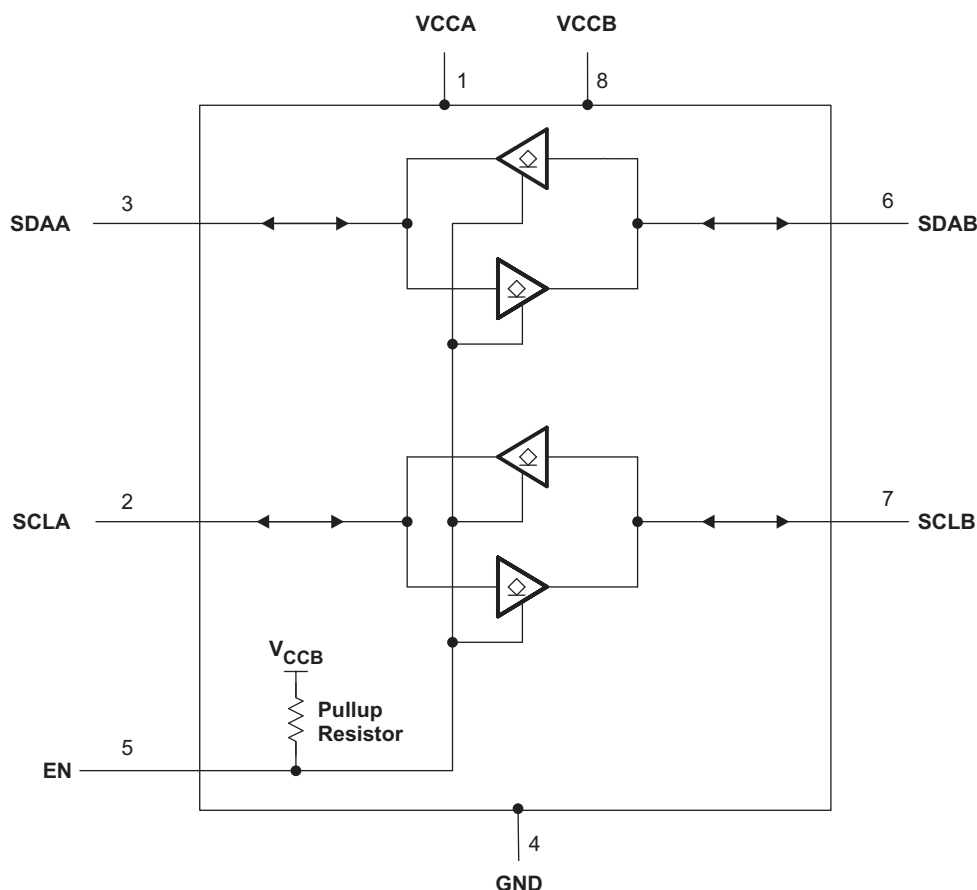 VCCA VCCB
1 8
SDAA 3 6 SDAB
SCLA 2 7 SCLB
VCCB
Pullup
Resistor
EN 5
4
GND